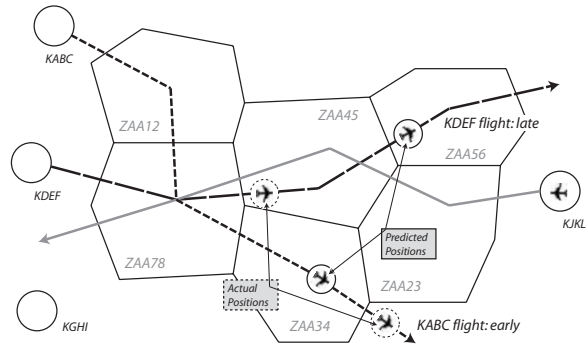 KABC
ZAA12
ZAA45
KDEF flight: late
ZAA56
KDEF
KJKL
Predicted
Positions
ZAA78
Actual
Positions
ZAA23
KGHI
ZAA34
KABC flight: early